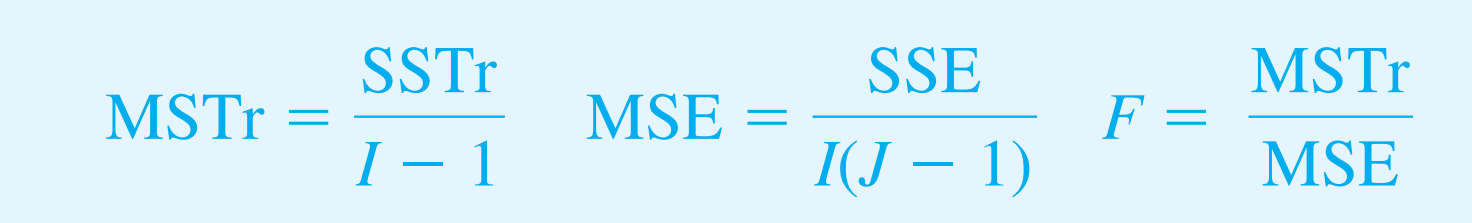 MSTr = SSTr / (I − 1)    MSE = SSE / (I(J − 1))    F = MSTr / MSE